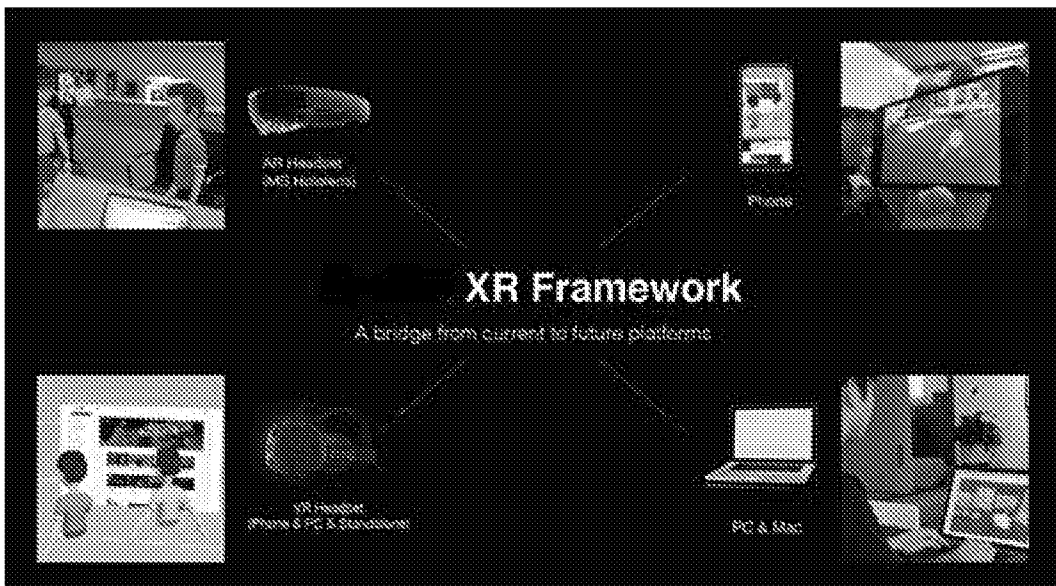 AR Headset
(MS Hololens)
Phone
XR Framework
A bridge from current to future platforms
VR Headset
(Phone & PC & Standalone)
PC & Mac